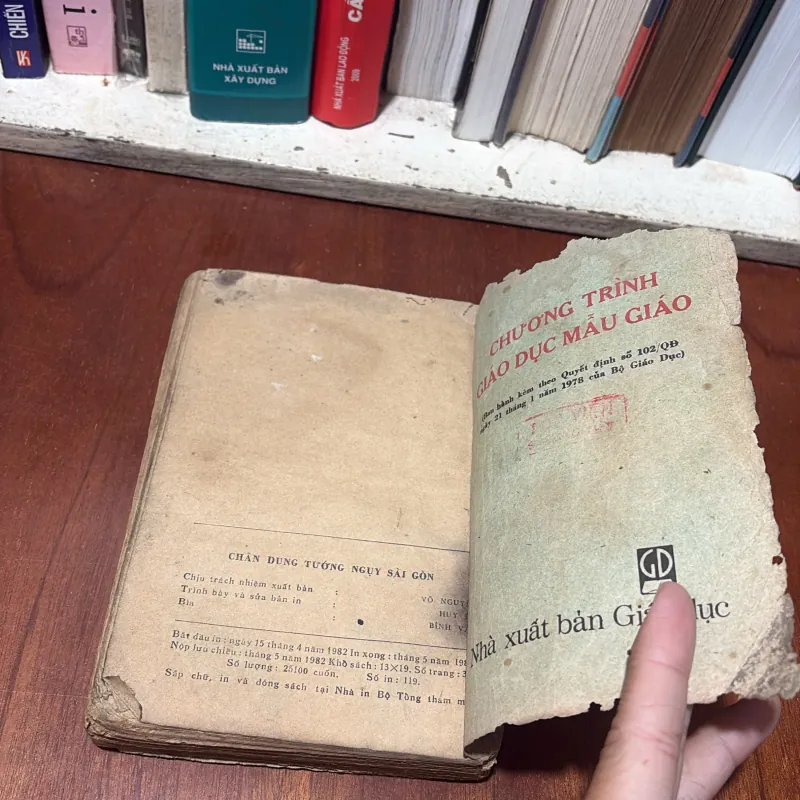 CHIẾN
NHÀ XUẤT BẢN
XÂY DỰNG
NHÀ XUẤT BẢN LAO ĐỘNG
2009
CHƯƠNG TRÌNH
GIÁO DỤC MẪU GIÁO
(Ban hành kèm theo Quyết định số 102/QĐ
ngày 21 tháng 1 năm 1978 của Bộ Giáo Dục)
GD
Nhà xuất bản Giáo dục
CHÂN DUNG TƯỚNG NGỤY SÀI GÒN
Chịu trách nhiệm xuất bản :
VÕ
Trình bày và sửa bản in :
HUY
Bìa :
BÌNH
Bắt đầu in : ngày 15 tháng 4 năm 1982 In xong : tháng 5 năm
Nộp lưu chiểu : tháng 5 năm 1982 Khổ sách : 13×19. Số trang :
Số lượng : 25100 cuốn. Số in : 119.
Sắp chữ, in và đóng sách tại Nhà in Bộ Tổng tham